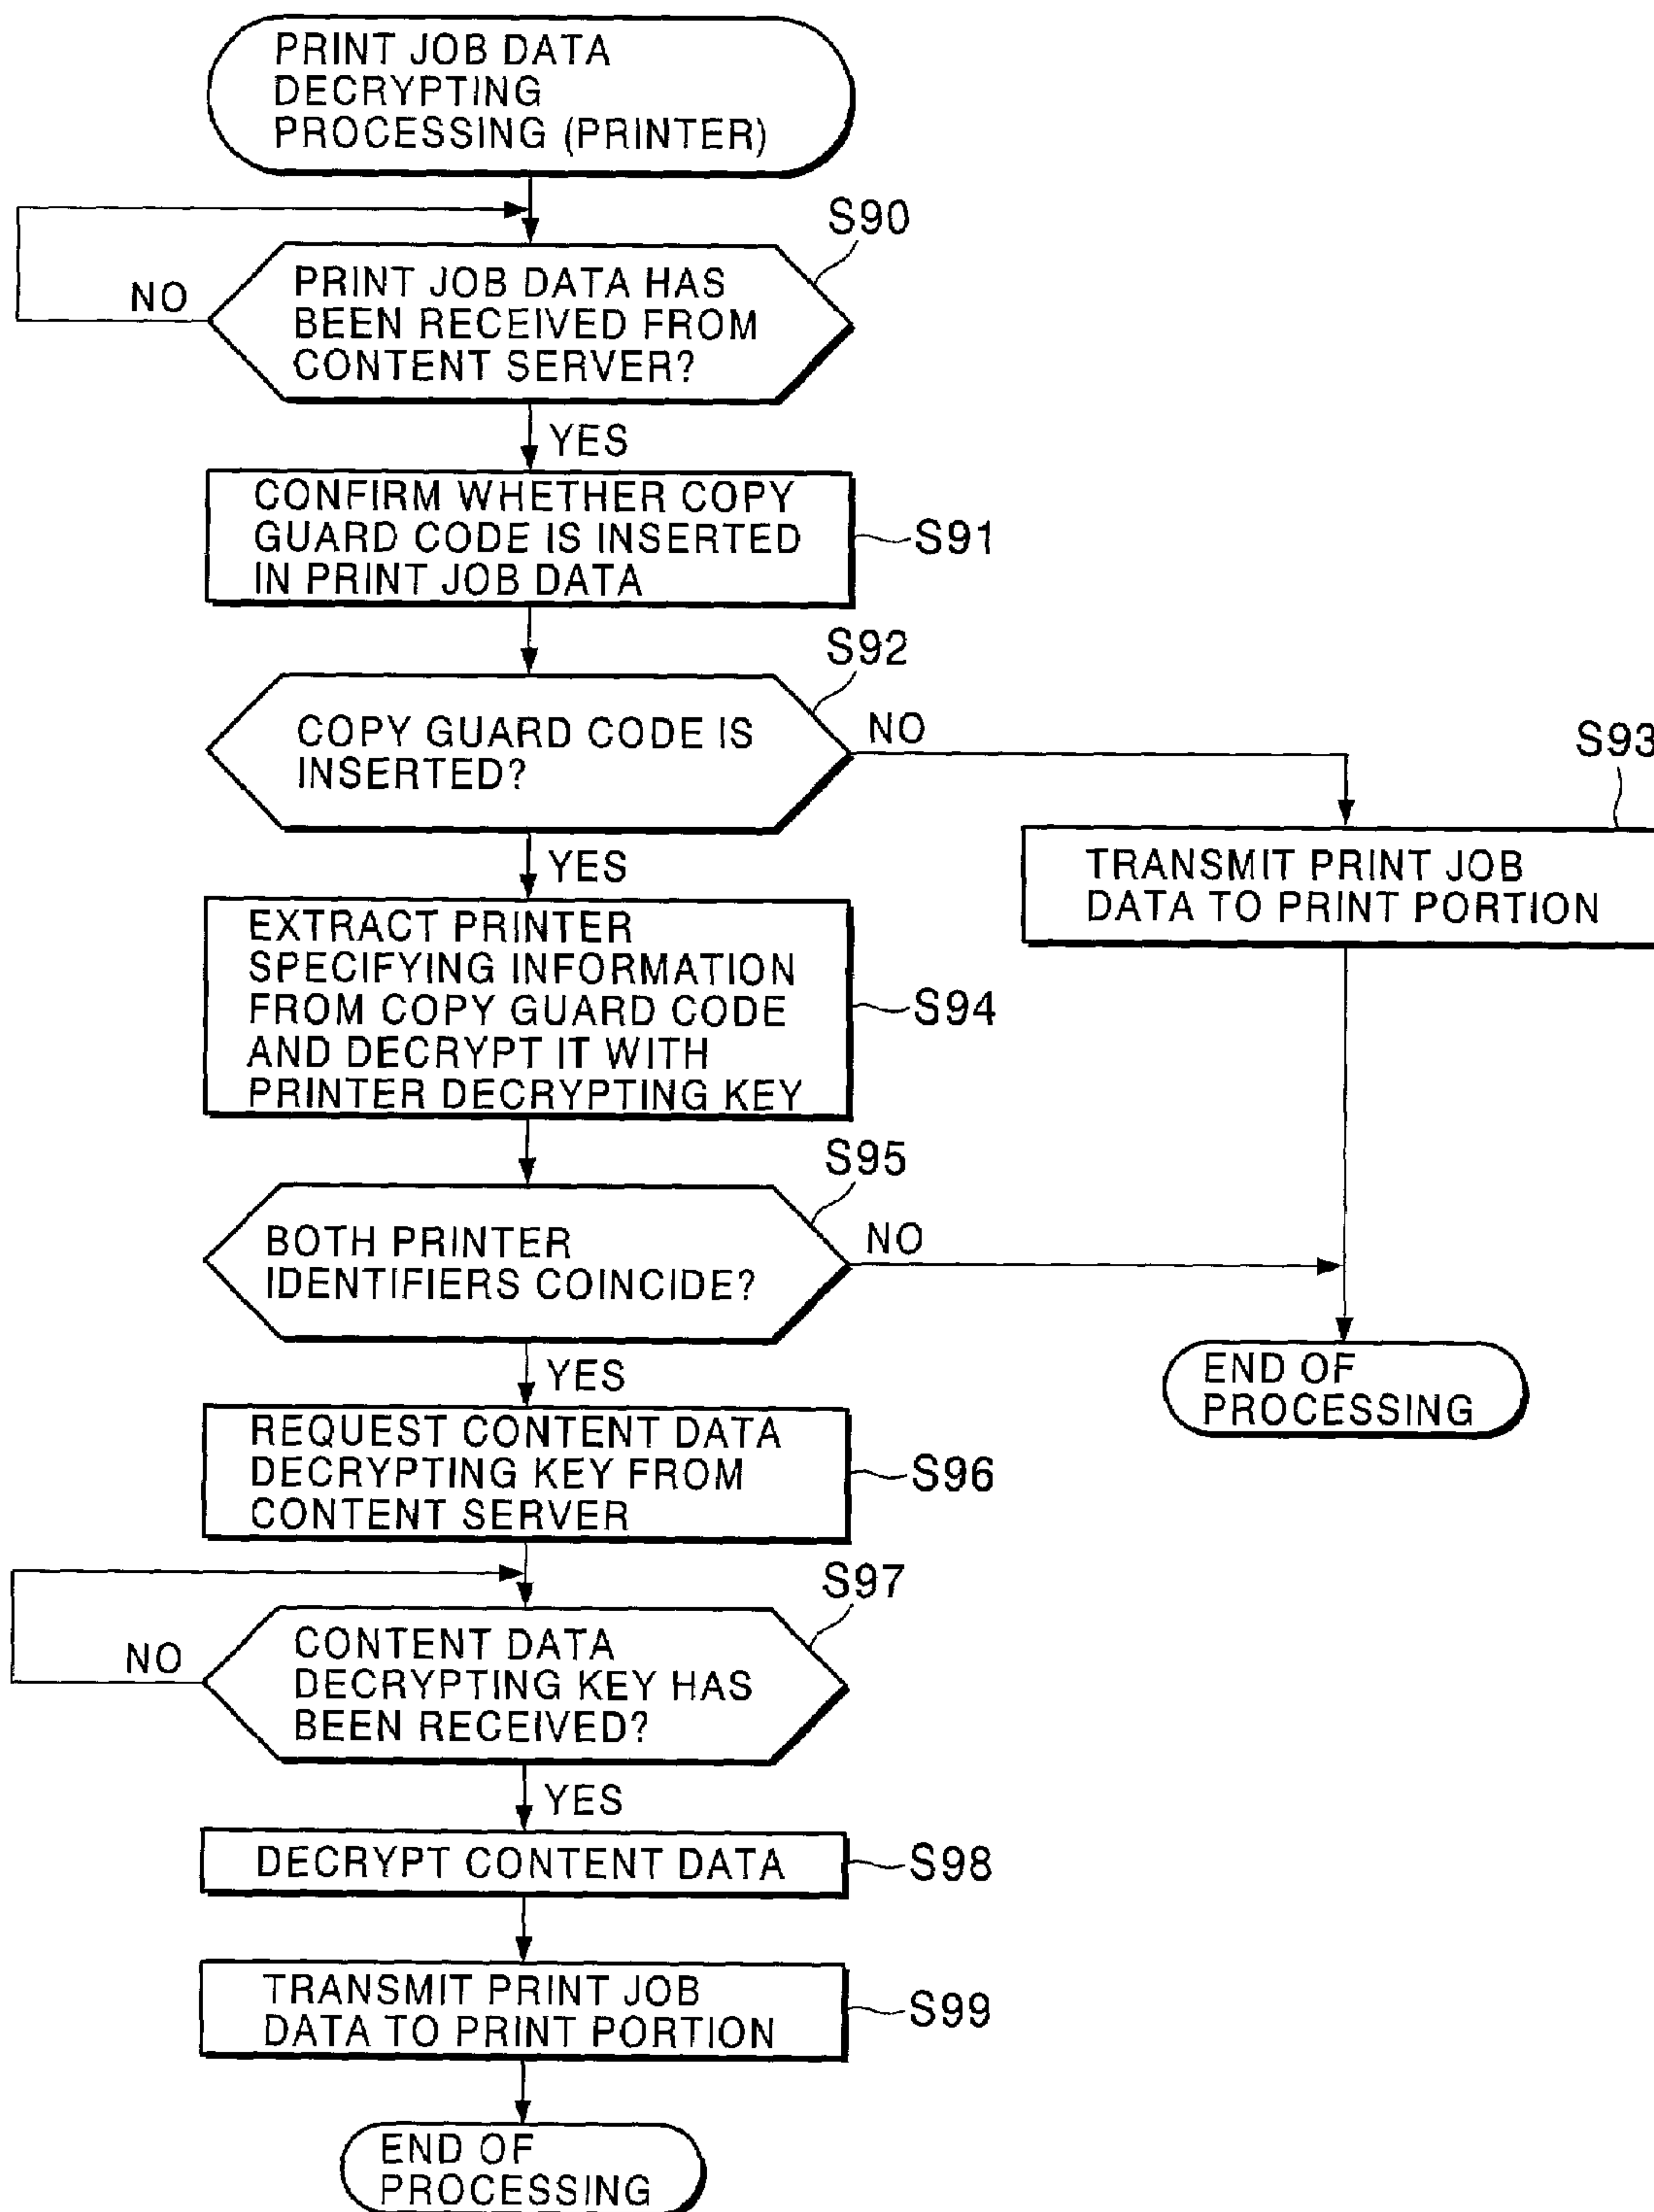 PRINT JOB DATA
DECRYPTING
PROCESSING (PRINTER)
S90
PRINT JOB DATA HAS
BEEN RECEIVED FROM
CONTENT SERVER?
NO
YES
CONFIRM WHETHER COPY
GUARD CODE IS INSERTED
IN PRINT JOB DATA
S91
S92
COPY GUARD CODE IS
INSERTED?
NO
S93
TRANSMIT PRINT JOB
DATA TO PRINT PORTION
YES
EXTRACT PRINTER
SPECIFYING INFORMATION
FROM COPY GUARD CODE
AND DECRYPT IT WITH
PRINTER DECRYPTING KEY
S94
S95
BOTH PRINTER
IDENTIFIERS COINCIDE?
NO
END OF
PROCESSING
YES
REQUEST CONTENT DATA
DECRYPTING KEY FROM
CONTENT SERVER
S96
S97
CONTENT DATA
DECRYPTING KEY HAS
BEEN RECEIVED?
NO
YES
DECRYPT CONTENT DATA
S98
TRANSMIT PRINT JOB
DATA TO PRINT PORTION
S99
END OF
PROCESSING